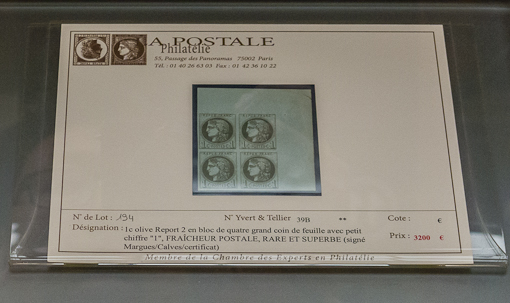 A POSTALE
Philatélie
55, Passage des Panoramas 75002 Paris
Tél. : 01 40 26 63 03 Fax - 01 42 36 10 22
N° de Lot : 134 N° Yvert & Tellier 39B ** Cote : €
Désignation : 1c olive Report 2 en bloc de quatre grand coin de feuille avec petit
chiffre "1", FRAÎCHEUR POSTALE, RARE ET SUPERBE (signé
Margues/Calves/certificat)
Prix : 3200 €
Membre de la Chambre des Experts en Philatélie